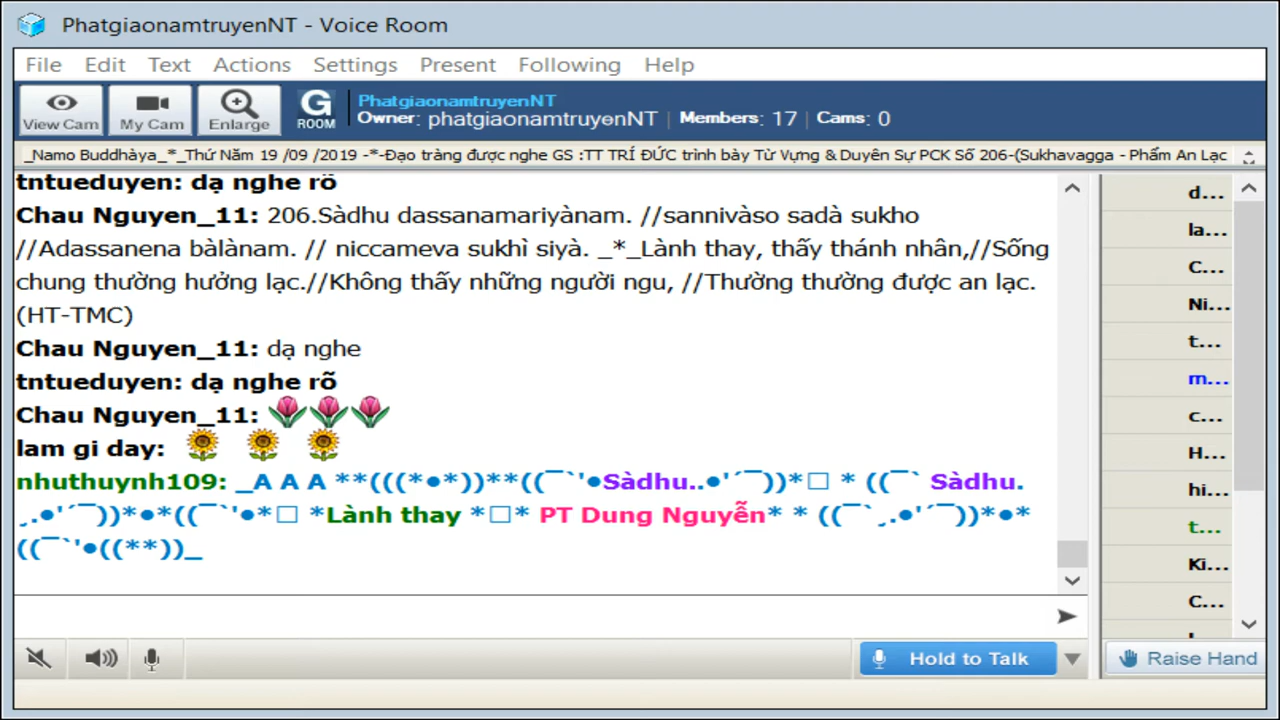 PhatgiaonamtruyenNT - Voice Room
File Edit Text Actions Settings Present Following Help
View Cam My Cam Enlarge G ROOM
PhatgiaonamtruyenNT
Owner: phatgiaonamtruyenNT Members: 17 Cams: 0
_Namo Buddhàya_*_Thứ Năm 19 /09 /2019 -*-Đạo tràng được nghe GS :TT TRÍ ĐỨC trình bày Từ Vựng & Duyên Sự PCK Số 206-(Sukhavagga - Phẩm An Lạc
tntueduyen: dạ nghe rõ
Chau Nguyen_11: 206.Sàdhu dassanamariyànam. //sannivàso sadà sukho
//Adassanena bàlànam. // niccameva sukhì siyà. _*_Lành thay, thấy thánh nhân,//Sống
chung thường hưởng lạc.//Không thấy những người ngu, //Thường thường được an lạc.
(HT-TMC)
Chau Nguyen_11: dạ nghe
tntueduyen: dạ nghe rõ
Chau Nguyen_11:
lam gi day:
nhuthuynh109: _A A A **(((*●*))**((¯`'●Sàdhu..●'´¯))*□ * ((¯` Sàdhu.
¸.●'´¯))*●*((¯`'●*□ *Lành thay *□* PT Dung Nguyễn* * ((¯`¸.●'´¯))*●*
((¯`'●((**))_
Hold to Talk
d...
la...
C...
Ni...
t...
m...
c...
H...
hi...
t...
Ki...
C...
Raise Hand